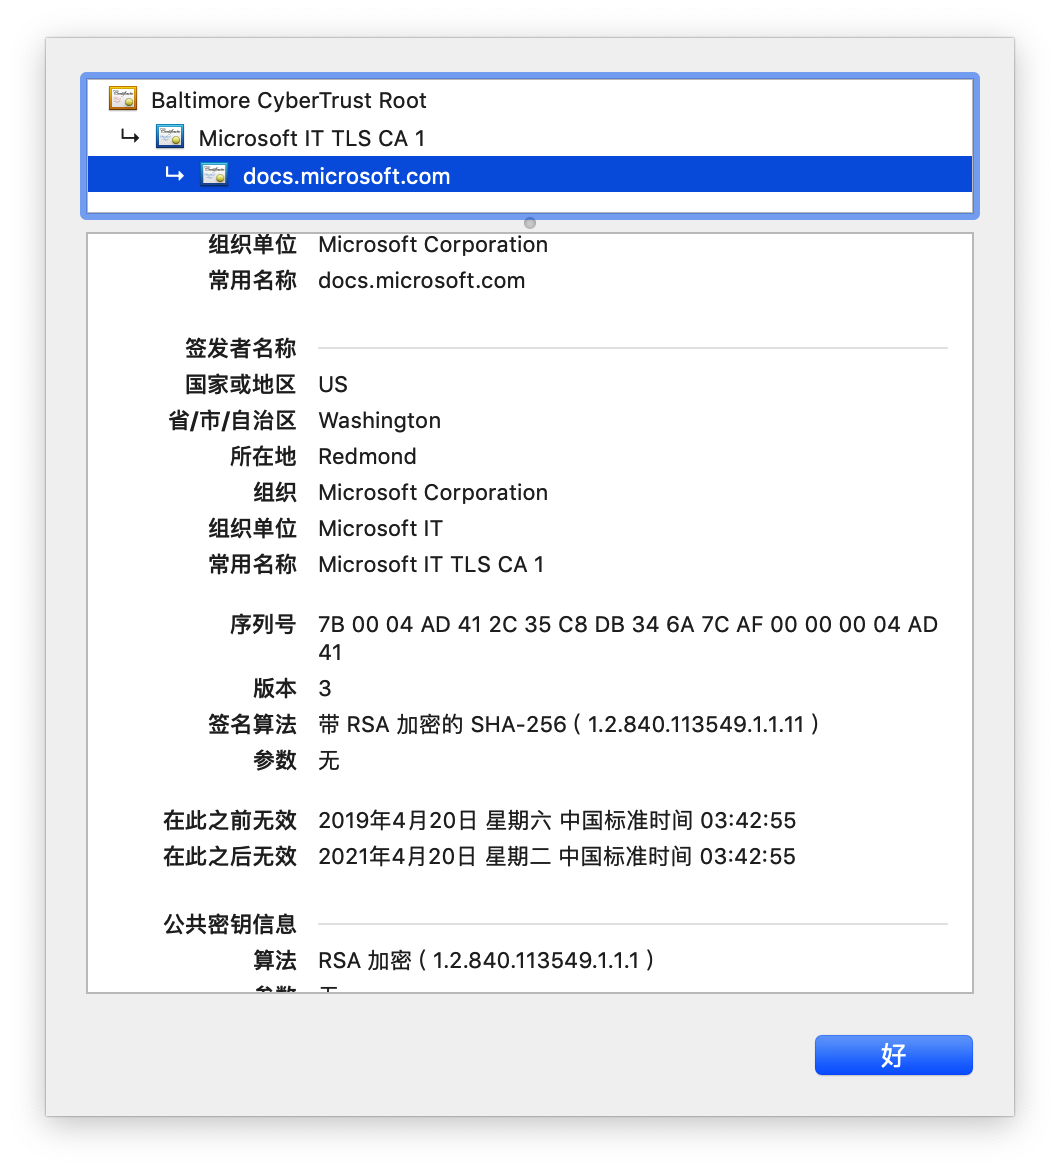 Baltimore CyberTrust Root
Microsoft IT TLS CA 1
docs.microsoft.com
组织单位 Microsoft Corporation
常用名称 docs.microsoft.com
签发者名称
国家或地区 US
省/市/自治区 Washington
所在地 Redmond
组织 Microsoft Corporation
组织单位 Microsoft IT
常用名称 Microsoft IT TLS CA 1
序列号 7B 00 04 AD 41 2C 35 C8 DB 34 6A 7C AF 00 00 00 04 AD
41
版本 3
签名算法 带 RSA 加密的 SHA-256 ( 1.2.840.113549.1.1.11 )
参数 无
在此之前无效 2019年4月20日 星期六 中国标准时间 03:42:55
在此之后无效 2021年4月20日 星期二 中国标准时间 03:42:55
公共密钥信息
算法 RSA 加密 ( 1.2.840.113549.1.1.1 )
好